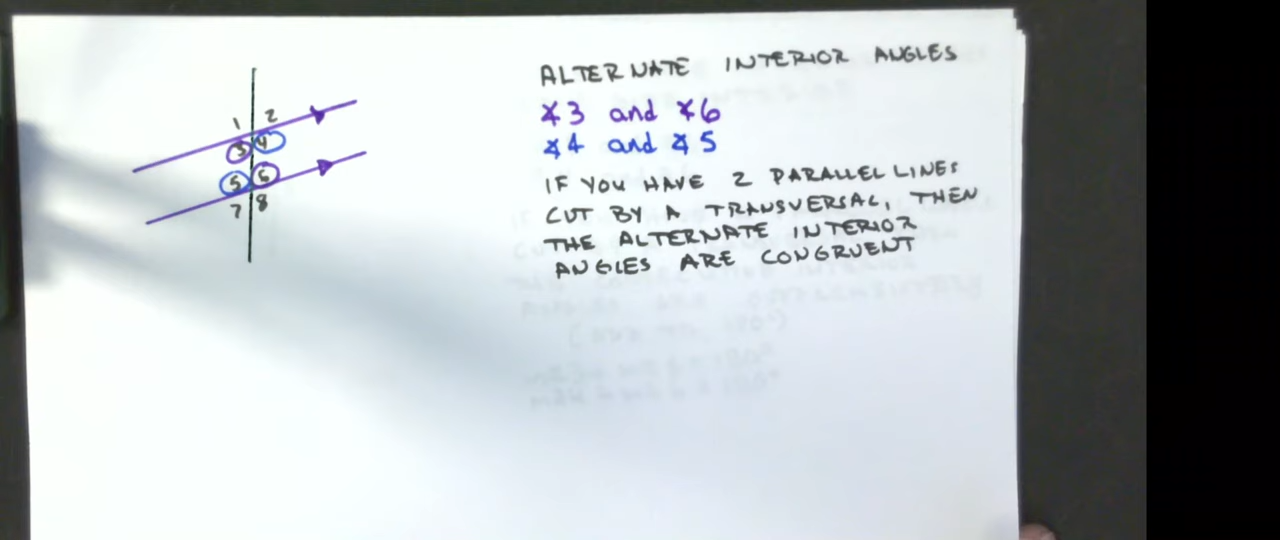 ALTERNATE INTERIOR ANGLES
∡3 and ∡6
∡4 and ∡5
IF YOU HAVE 2 PARALLEL LINES
CUT BY A TRANSVERSAL, THEN
THE ALTERNATE INTERIOR
ANGLES ARE CONGRUENT
1 2
3 4
5 6
7 8